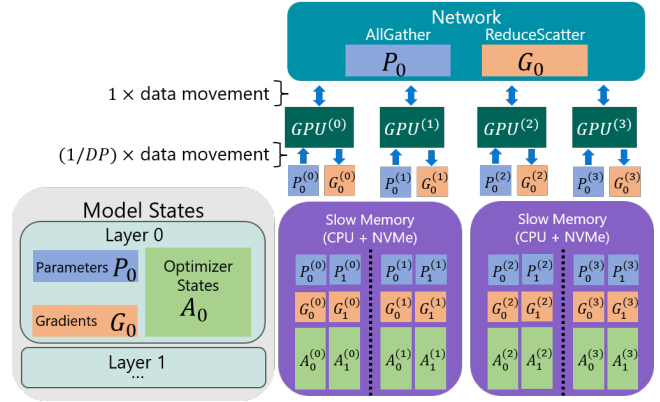 Network
AllGather ReduceScatter
P₀ G₀
1 × data movement
GPU⁽⁰⁾ GPU⁽¹⁾ GPU⁽²⁾ GPU⁽³⁾
(1/DP) × data movement
P₀⁽⁰⁾ G₀⁽⁰⁾ P₀⁽¹⁾ G₀⁽¹⁾ P₀⁽²⁾ G₀⁽²⁾ P₀⁽³⁾ G₀⁽³⁾
Model States
Layer 0
Parameters P₀
Optimizer
States
A₀
Gradients G₀
Layer 1
...
Slow Memory
(CPU + NVMe)
P₀⁽⁰⁾ P₁⁽⁰⁾ P₀⁽¹⁾ P₁⁽¹⁾
G₀⁽⁰⁾ G₁⁽⁰⁾ G₀⁽¹⁾ G₁⁽¹⁾
A₀⁽⁰⁾ A₁⁽⁰⁾ A₀⁽¹⁾ A₁⁽¹⁾
Slow Memory
(CPU + NVMe)
P₀⁽²⁾ P₁⁽²⁾ P₀⁽³⁾ P₁⁽³⁾
G₀⁽²⁾ G₁⁽²⁾ G₀⁽³⁾ G₁⁽³⁾
A₀⁽²⁾ A₁⁽²⁾ A₀⁽³⁾ A₁⁽³⁾